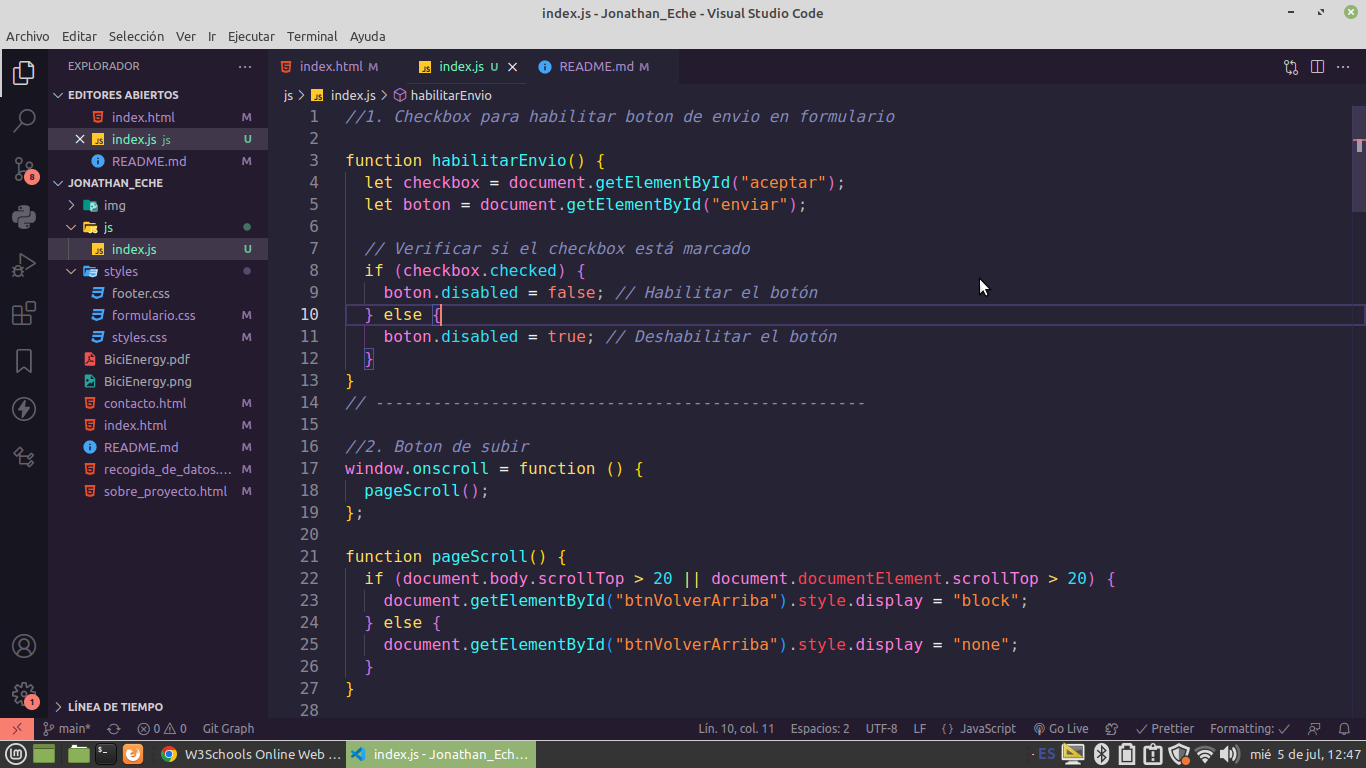 index.js - Jonathan_Eche - Visual Studio Code
Archivo Editar Selección Ver Ir Ejecutar Terminal Ayuda
EXPLORADOR
EDITORES ABIERTOS
index.html M
index.js js U
README.md M
JONATHAN_ECHE
img
js
index.js U
styles
footer.css
formulario.css M
styles.css M
BiciEnergy.pdf
BiciEnergy.png
contacto.html M
index.html M
README.md M
recogida_de_datos.... M
sobre_proyecto.html M
LÍNEA DE TIEMPO
8
1
index.html M index.js U README.md M
js > index.js > habilitarEnvio
1 //1. Checkbox para habilitar boton de envio en formulario
2
3 function habilitarEnvio() {
4 let checkbox = document.getElementById("aceptar");
5 let boton = document.getElementById("enviar");
6
7 // Verificar si el checkbox está marcado
8 if (checkbox.checked) {
9 boton.disabled = false; // Habilitar el botón
10 } else {
11 boton.disabled = true; // Deshabilitar el botón
12 }
13 }
14 // ---------------------------------------------------
15
16 //2. Boton de subir
17 window.onscroll = function () {
18 pageScroll();
19 };
20
21 function pageScroll() {
22 if (document.body.scrollTop > 20 || document.documentElement.scrollTop > 20) {
23 document.getElementById("btnVolverArriba").style.display = "block";
24 } else {
25 document.getElementById("btnVolverArriba").style.display = "none";
26 }
27 }
28
main* 0 0 Git Graph Lín. 10, col. 11 Espacios: 2 UTF-8 LF {} JavaScript Go Live Prettier Formatting:
W3Schools Online Web ... index.js - Jonathan_Eche... ES mié 5 de jul, 12:47